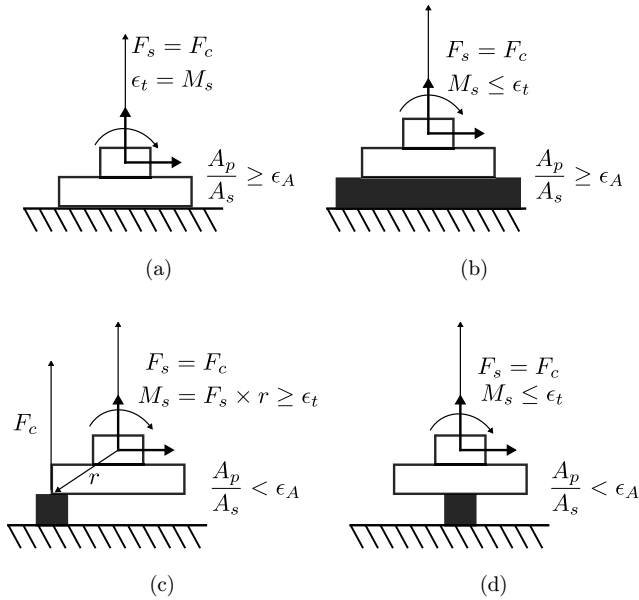 F_s = F_c
ϵ_t = M_s
A_p / A_s ≥ ϵ_A
(a)
F_s = F_c
M_s ≤ ϵ_t
A_p / A_s ≥ ϵ_A
(b)
F_s = F_c
M_s = F_s × r ≥ ϵ_t
F_c
r
A_p / A_s < ϵ_A
(c)
F_s = F_c
M_s ≤ ϵ_t
A_p / A_s < ϵ_A
(d)